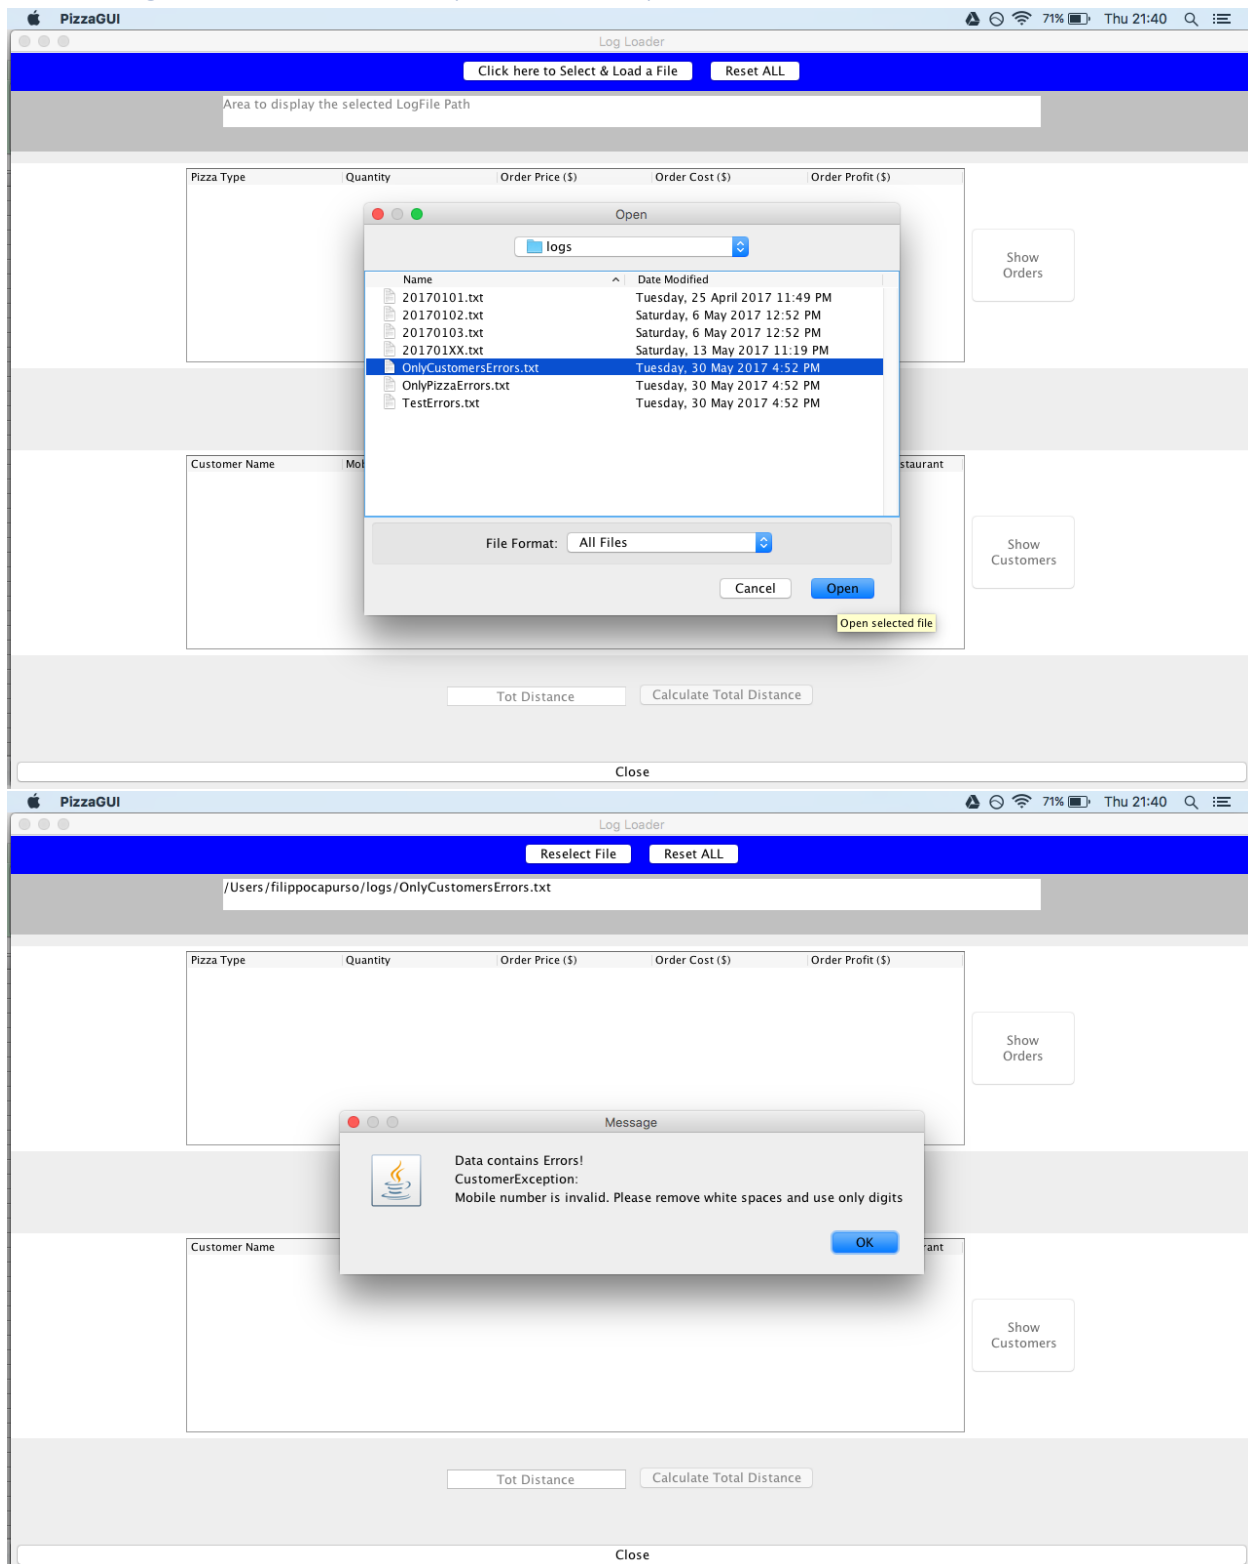 PizzaGUI 71% Thu 21:40
Log Loader
Click here to Select & Load a File Reset ALL
Area to display the selected LogFile Path
Pizza Type Quantity Order Price ($) Order Cost ($) Order Profit ($)
Open
logs
Name Date Modified
20170101.txt Tuesday, 25 April 2017 11:49 PM
20170102.txt Saturday, 6 May 2017 12:52 PM
20170103.txt Saturday, 6 May 2017 12:52 PM
201701XX.txt Saturday, 13 May 2017 11:19 PM
OnlyCustomersErrors.txt Tuesday, 30 May 2017 4:52 PM
OnlyPizzaErrors.txt Tuesday, 30 May 2017 4:52 PM
TestErrors.txt Tuesday, 30 May 2017 4:52 PM
Show
Orders
Customer Name Mob staurant
File Format: All Files
Cancel Open
Open selected file
Show
Customers
Tot Distance Calculate Total Distance
Close
PizzaGUI 71% Thu 21:40
Log Loader
Reselect File Reset ALL
/Users/filippocapurso/logs/OnlyCustomersErrors.txt
Pizza Type Quantity Order Price ($) Order Cost ($) Order Profit ($)
Show
Orders
Message
Data contains Errors!
CustomerException:
Mobile number is invalid. Please remove white spaces and use only digits
OK
Customer Name rant
Show
Customers
Tot Distance Calculate Total Distance
Close